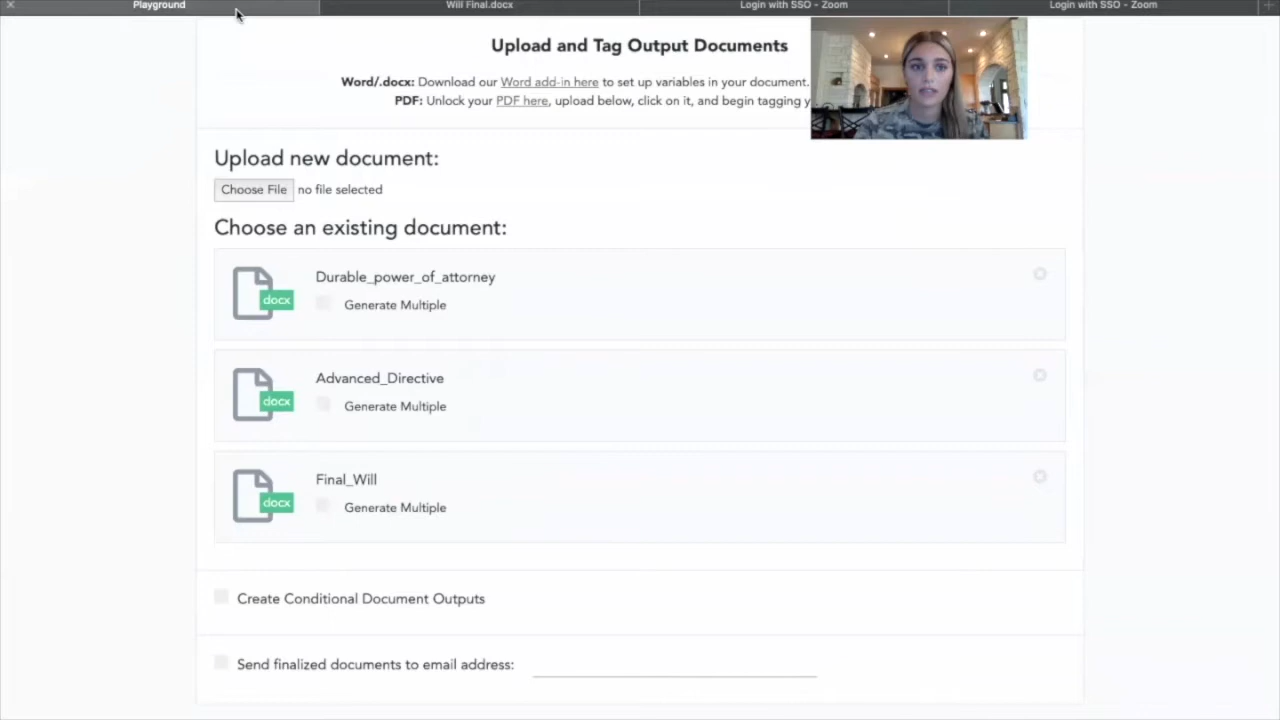 Playground
Will Final.docx
Login with SSO - Zoom
Login with SSO - Zoom
Upload and Tag Output Documents
Word/.docx: Download our Word add-in here to set up variables in your document.
PDF: Unlock your PDF here, upload below, click on it, and begin tagging y
Upload new document:
Choose File no file selected
Choose an existing document:
docx
Durable_power_of_attorney
Generate Multiple
docx
Advanced_Directive
Generate Multiple
docx
Final_Will
Generate Multiple
Create Conditional Document Outputs
Send finalized documents to email address: